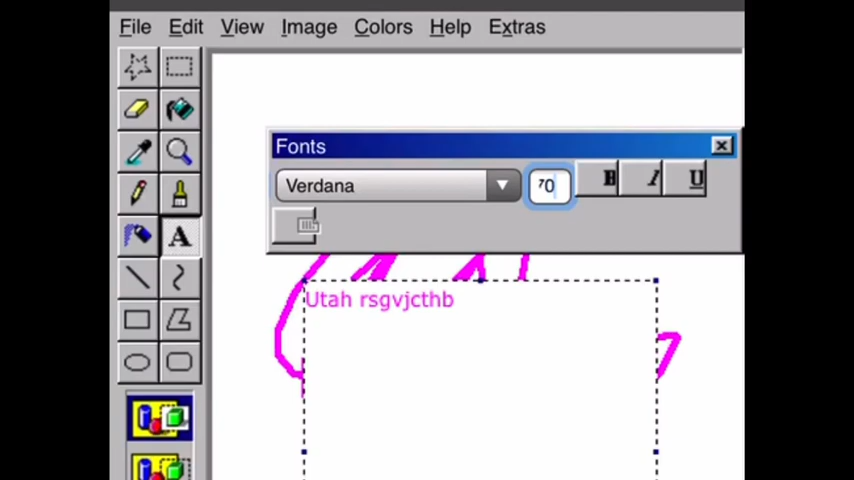 File Edit View Image Colors Help Extras
Fonts
Verdana 70 B I U
A
Utah rsgvjcthb